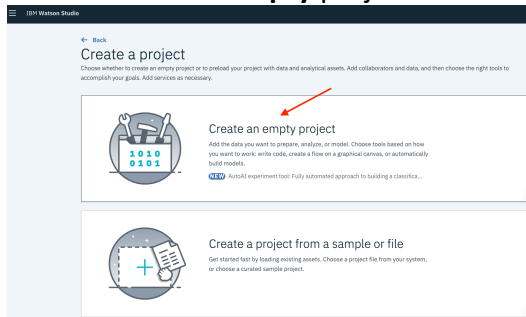 IBM Watson Studio
← Back
Create a project
Choose whether to create an empty project or to preload your project with data and analytical assets. Add collaborators and data, and then choose the right tools to
accomplish your goals. Add services as necessary.
Create an empty project
Add the data you want to prepare, analyze, or model. Choose tools based on how
you want to work: write code, create a flow on a graphical canvas, or automatically
build models.
NEW AutoAI experiment tool: Fully automated approach to building a classifica...
1010
0101
Create a project from a sample or file
Get started fast by loading existing assets. Choose a project file from your system,
or choose a curated sample project.